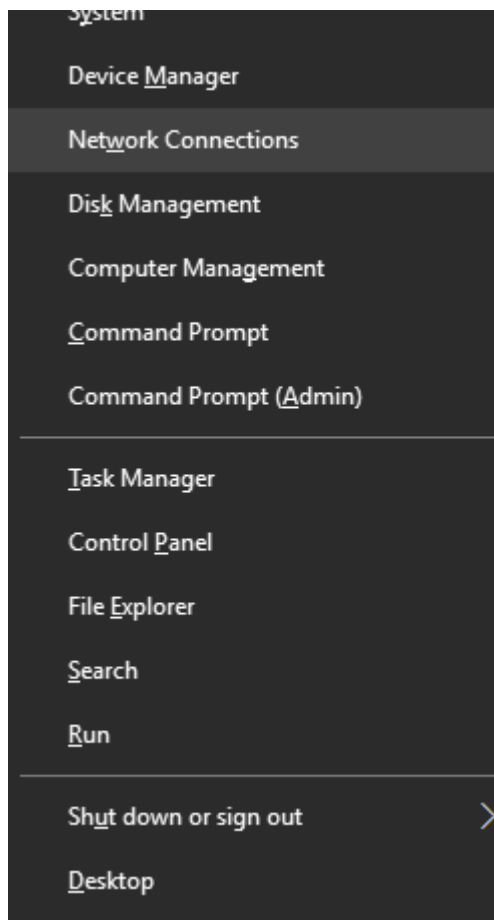 System
Device Manager
Network Connections
Disk Management
Computer Management
Command Prompt
Command Prompt (Admin)
Task Manager
Control Panel
File Explorer
Search
Run
Shut down or sign out
Desktop